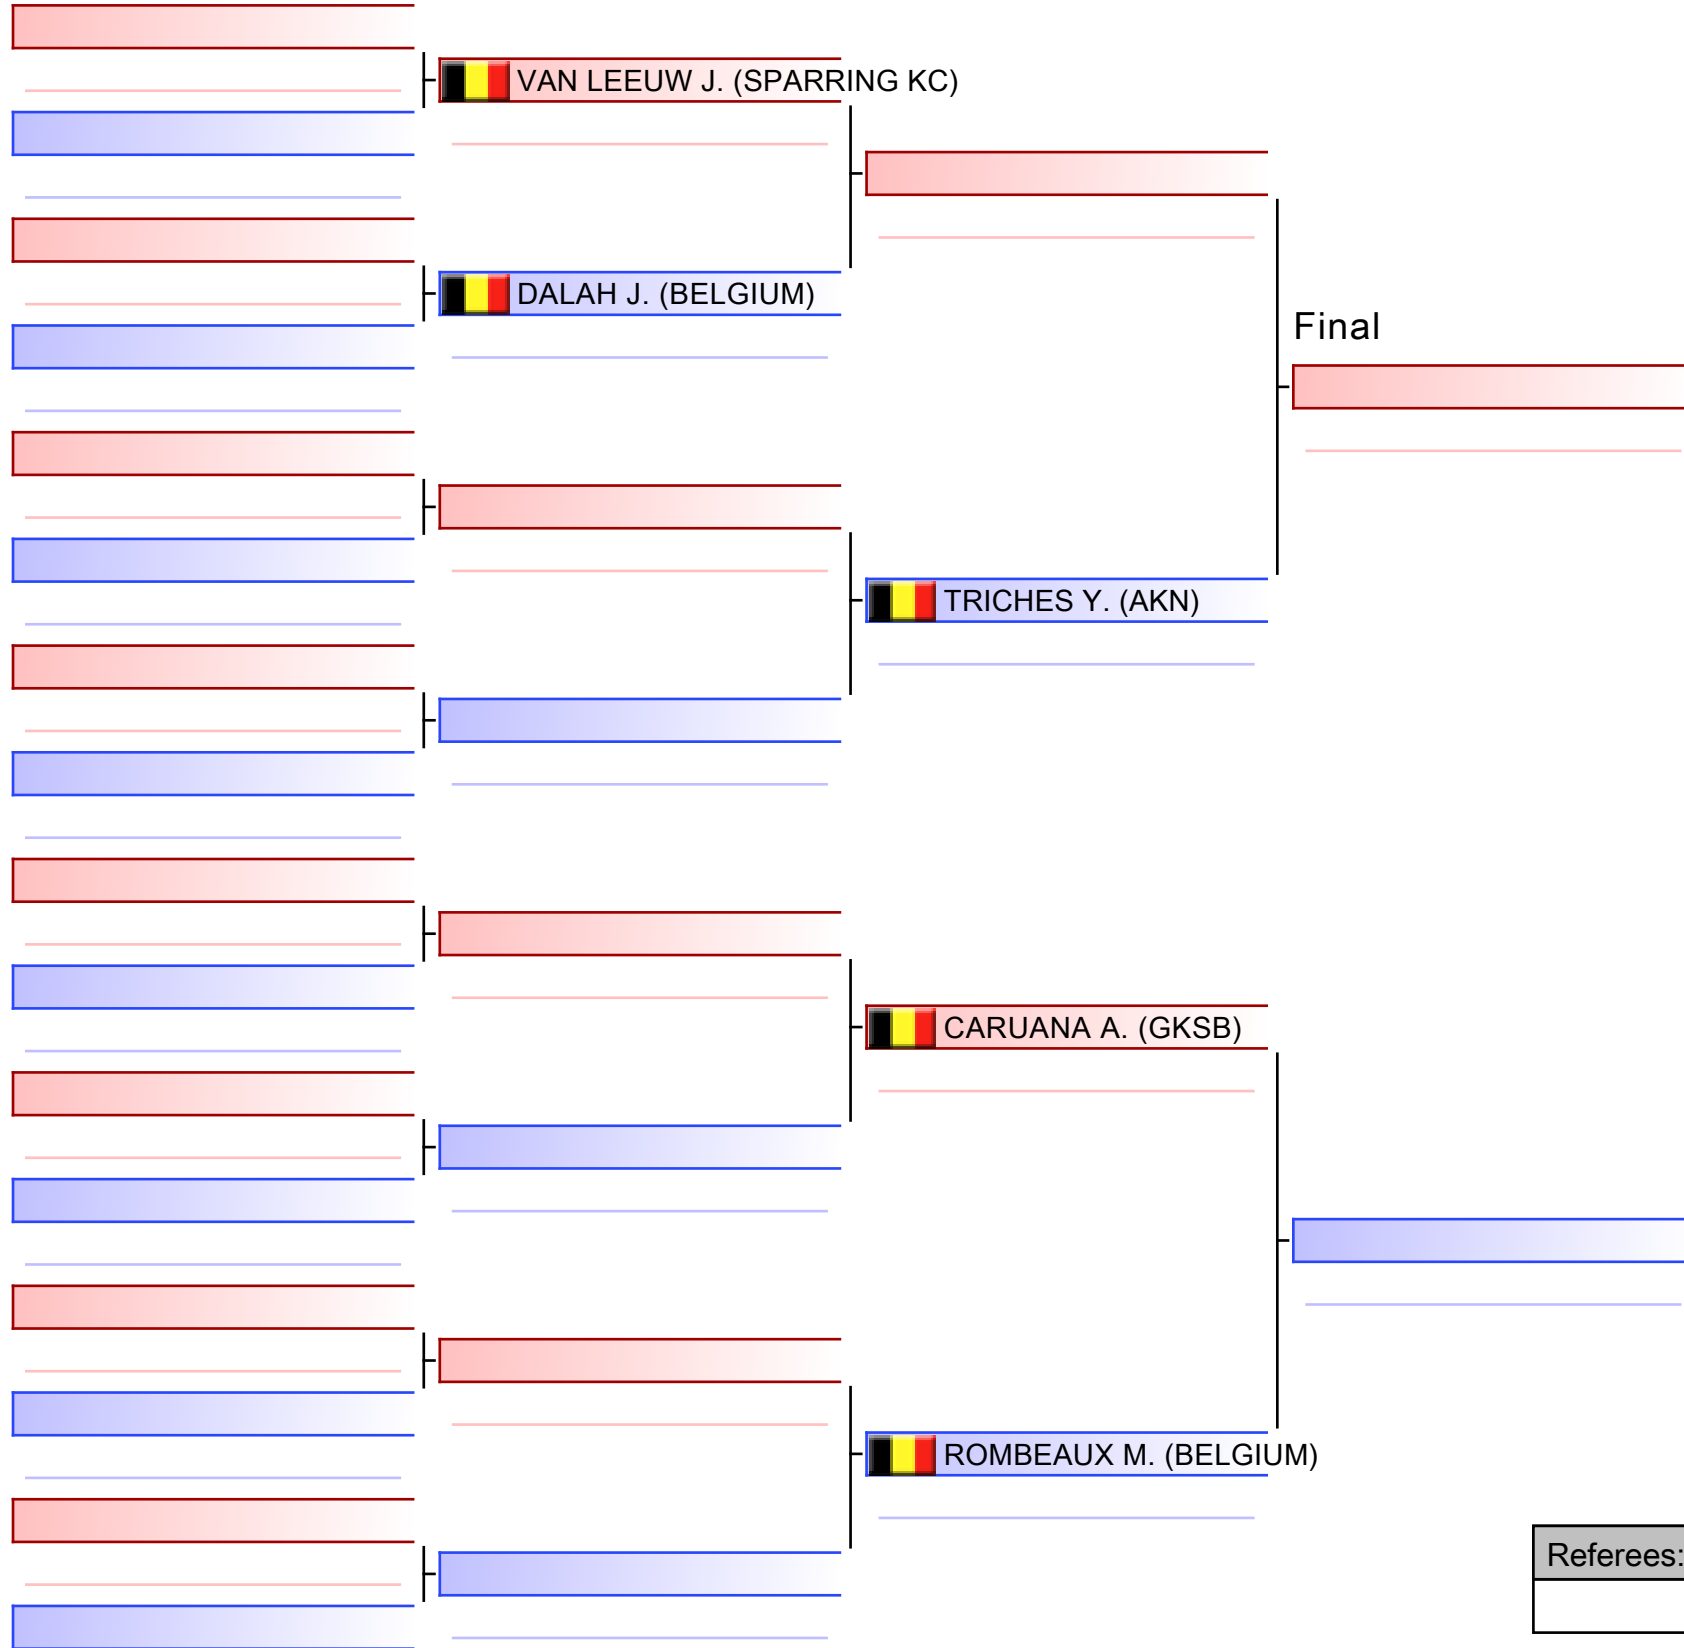 VAN LEEUW J. (SPARRING KC)
DALAH J. (BELGIUM)
Final
TRICHES Y. (AKN)
CARUANA A. (GKSB)
ROMBEAUX M. (BELGIUM)
Referees: